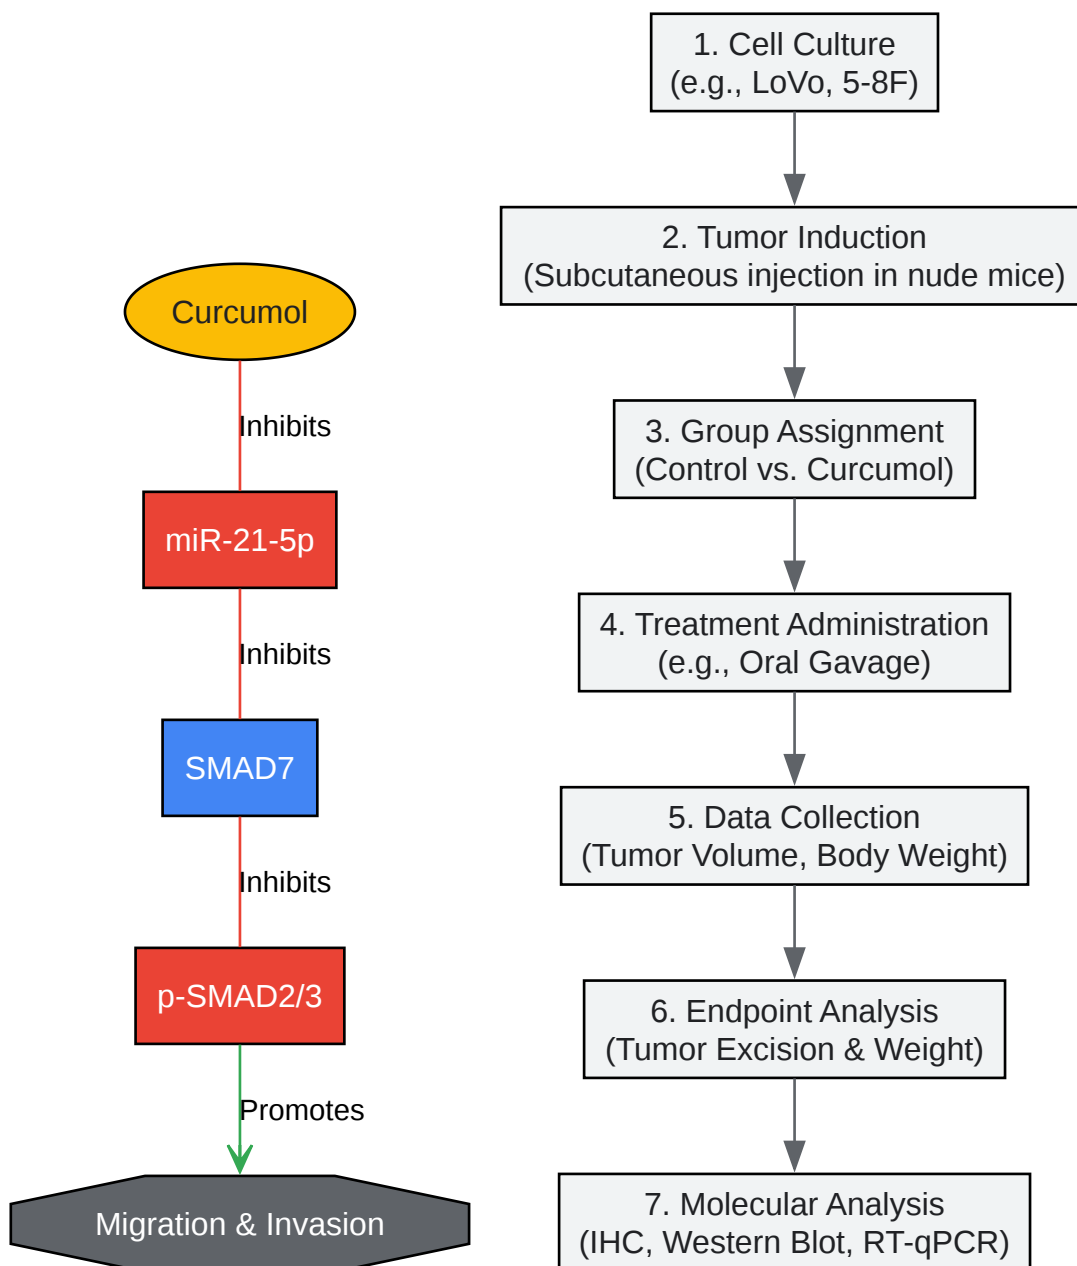 Curcumol
Inhibits
miR-21-5p
Inhibits
SMAD7
Inhibits
p-SMAD2/3
Promotes
Migration & Invasion
1. Cell Culture
(e.g., LoVo, 5-8F)
2. Tumor Induction
(Subcutaneous injection in nude mice)
3. Group Assignment
(Control vs. Curcumol)
4. Treatment Administration
(e.g., Oral Gavage)
5. Data Collection
(Tumor Volume, Body Weight)
6. Endpoint Analysis
(Tumor Excision & Weight)
7. Molecular Analysis
(IHC, Western Blot, RT-qPCR)